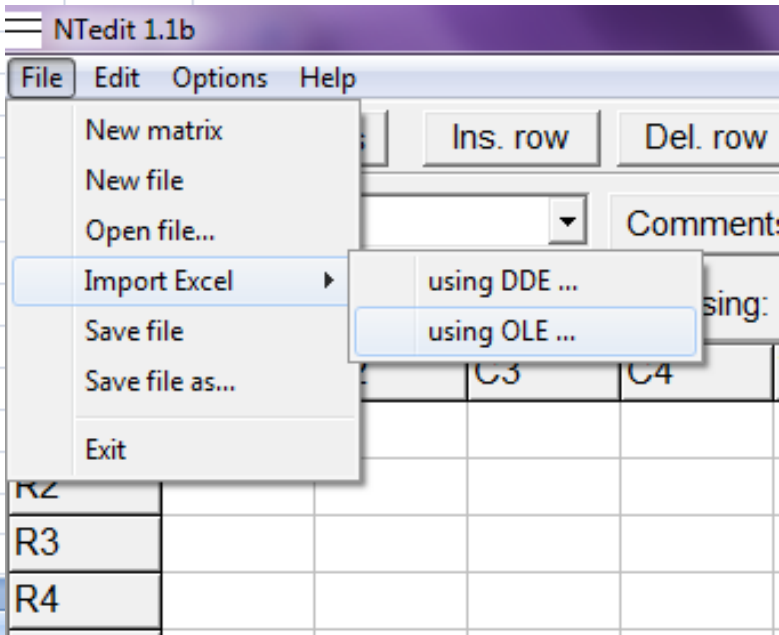 NTedit 1.1b
File Edit Options Help
Ins. row Del. row
New matrix
New file
Open file...
Comments
Import Excel
using DDE ...
using OLE ...
sing:
Save file
Save file as...
C3 C4
Exit
R2
R3
R4